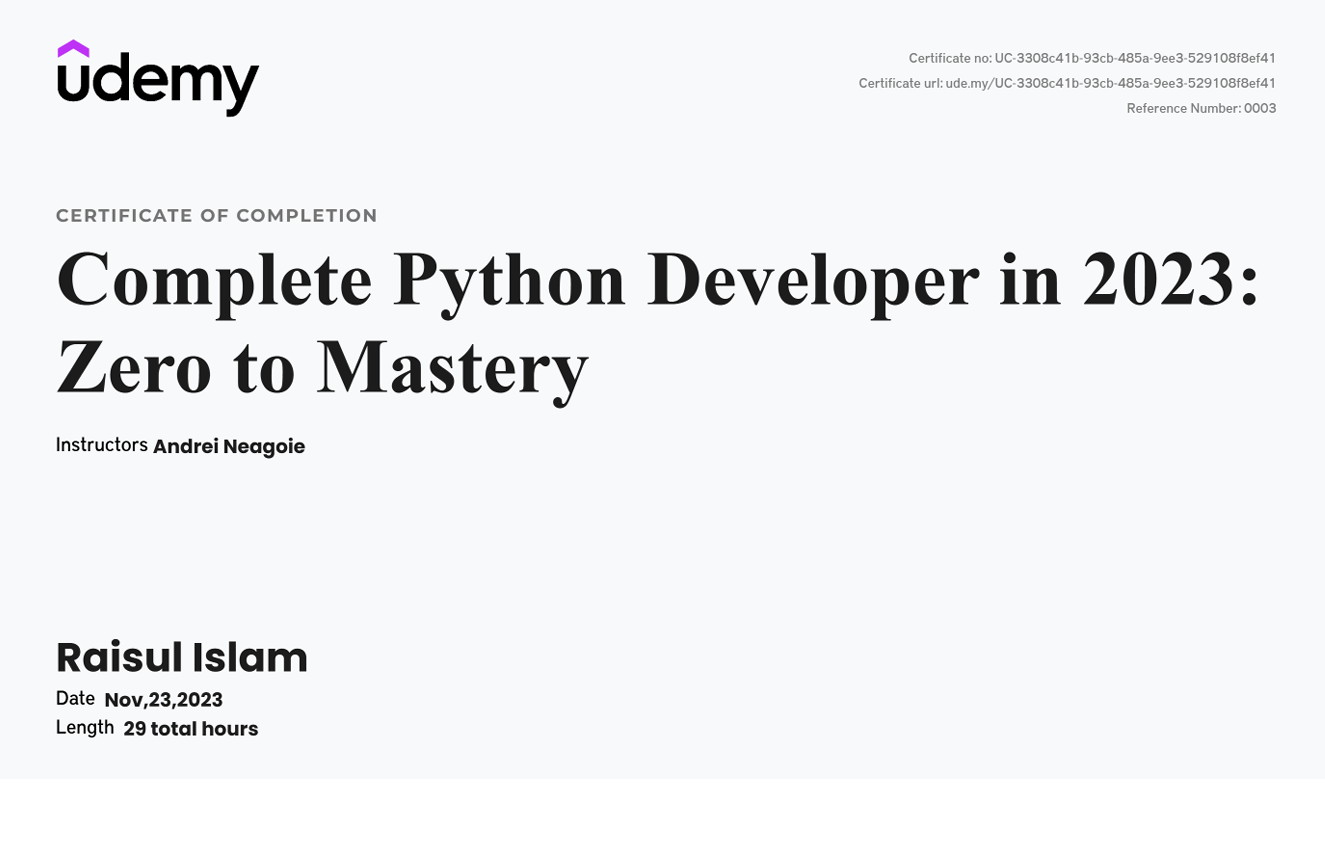 udemy
Certificate no: UC-3308c41b-93cb-485a-9ee3-529108f8ef41
Certificate url: ude.my/UC-3308c41b-93cb-485a-9ee3-529108f8ef41
Reference Number: 0003
CERTIFICATE OF COMPLETION
Complete Python Developer in 2023:
Zero to Mastery
Instructors Andrei Neagoie
Raisul Islam
Date Nov,23,2023
Length 29 total hours